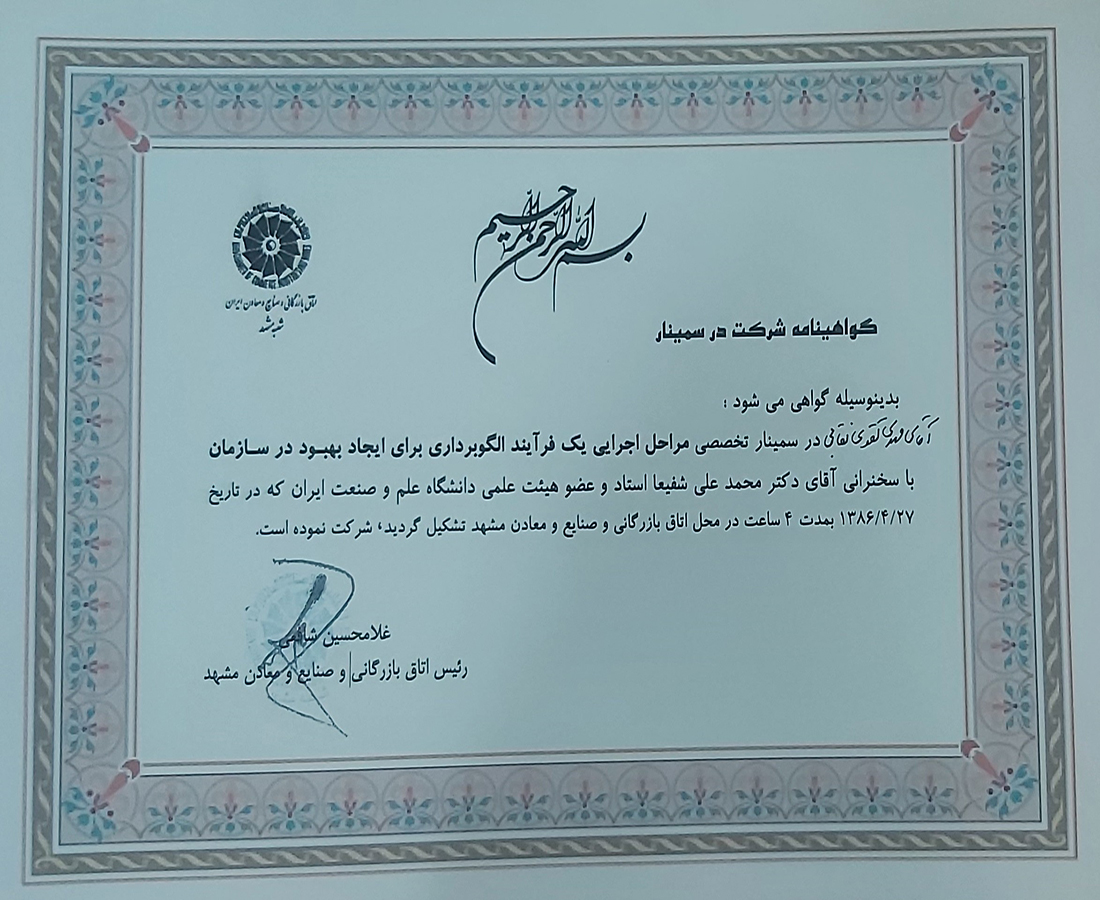 بسم الله الرحمن الرحیم
اتاق بازرگانی و صنایع و معادن ایران
شعبه مشهد
گواهینامه شرکت در سمینار
بدینوسیله گواهی می شود :
آقای مهدی در سمینار تخصصی مراحل اجرایی یک فرآیند الگوبرداری برای ایجاد بهبود در سازمان
با سخنرانی آقای دکتر محمد علی شفیعا استاد و عضو هیئت علمی دانشگاه علم و صنعت ایران که در تاریخ
۱۳۸۶/۴/۲۷ بمدت ۴ ساعت در محل اتاق بازرگانی و صنایع و معادن مشهد تشکیل گردید، شرکت نموده است.
غلامحسین شافعی
رئیس اتاق بازرگانی و صنایع و معادن مشهد